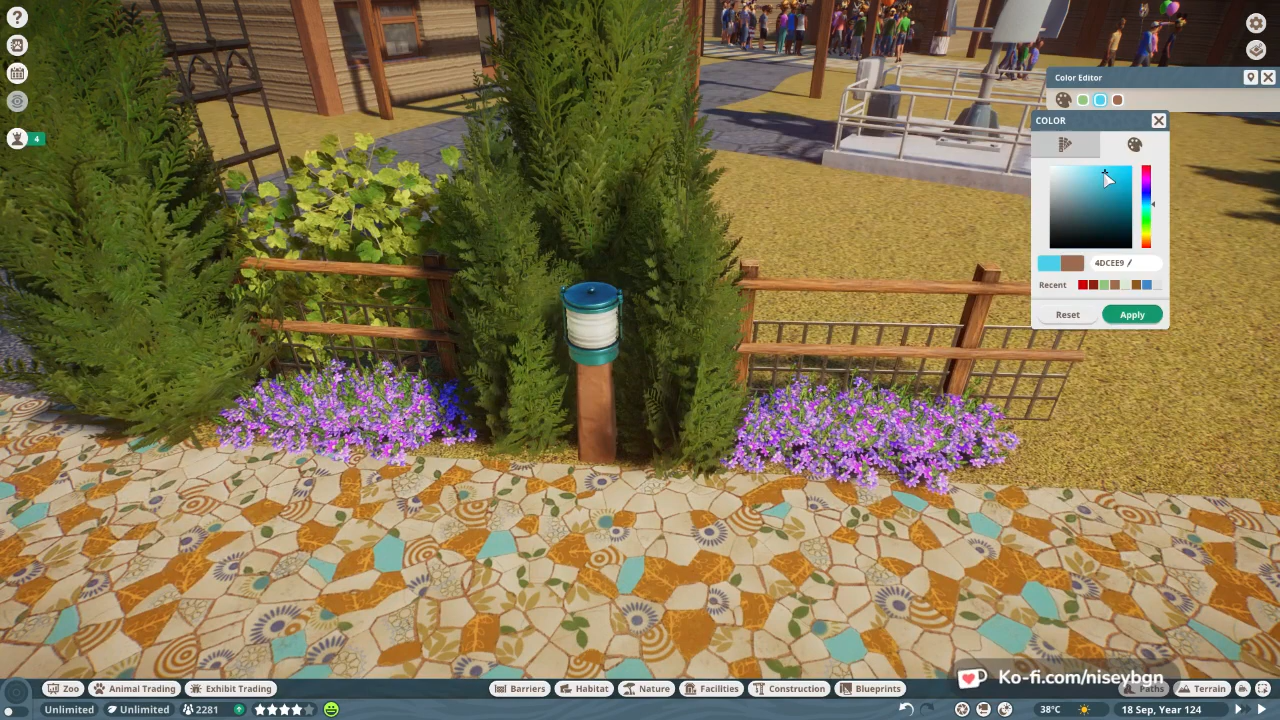 ?
Color Editor
4
COLOR
4DCEE9
Recent
Reset
Apply
Ko-fi.com/niseybgn
Zoo
Animal Trading
Exhibit Trading
Barriers
Habitat
Nature
Facilities
Construction
Blueprints
Paths
Terrain
Unlimited
Unlimited
2281
38°C
18 Sep, Year 124